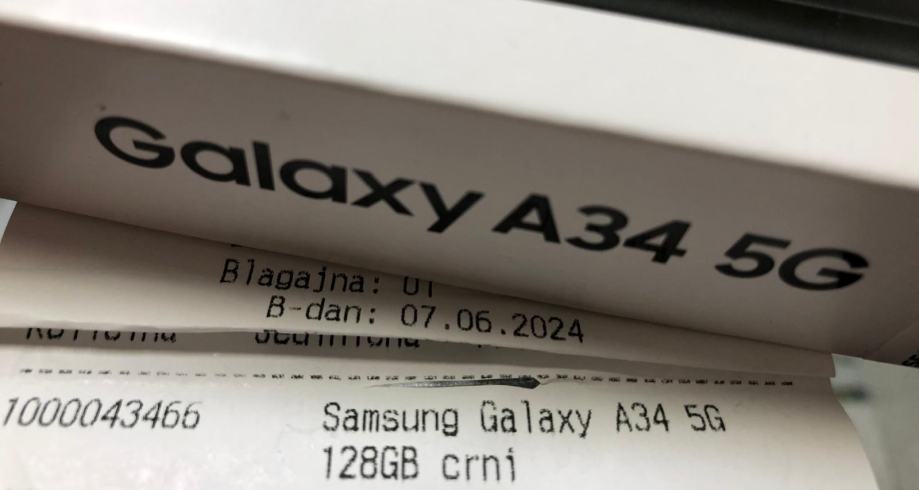 Galaxy A34 5G
Blagajna: 01
B-dan: 07.06.2024
1000043466 Samsung Galaxy A34 5G
128GB crni